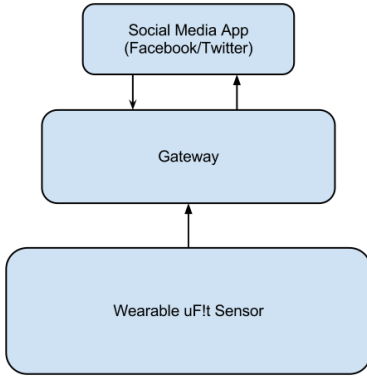 Social Media App
(Facebook/Twitter)
Gateway
Wearable uF!t Sensor